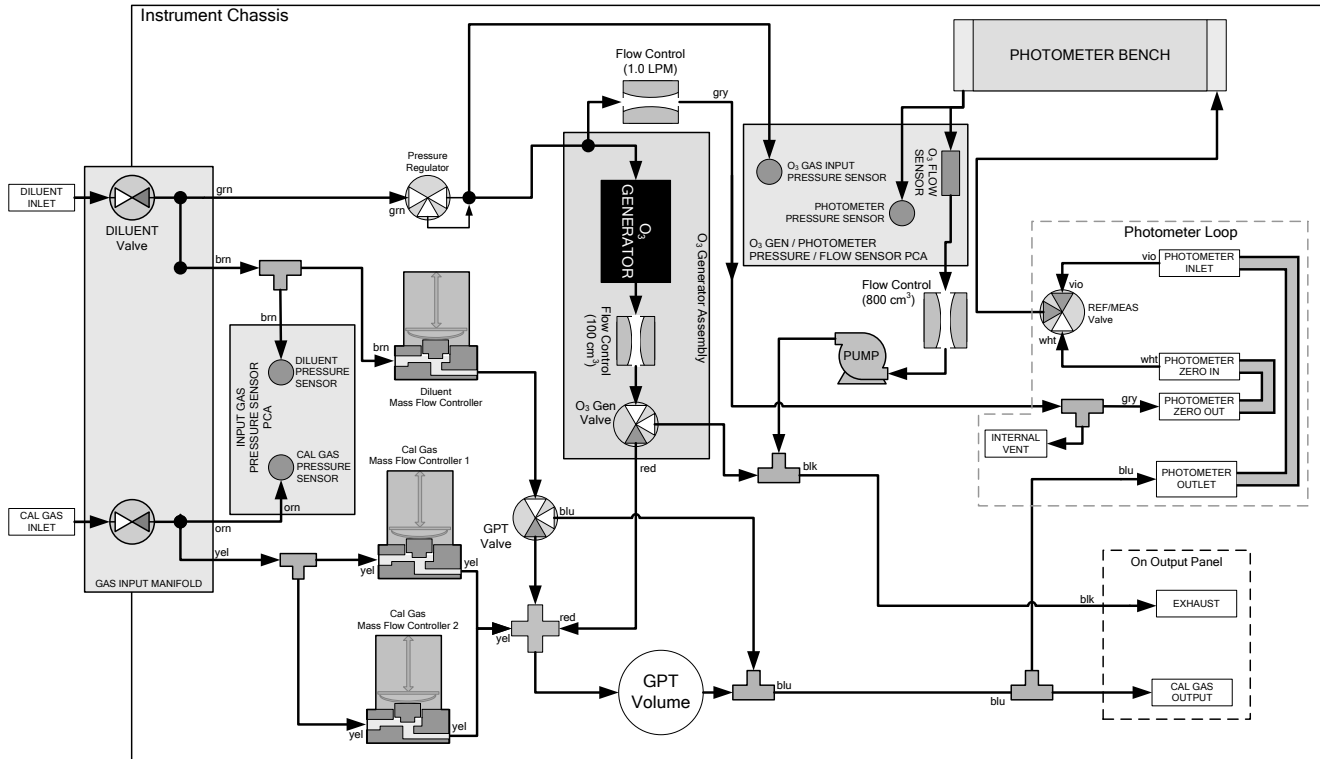 Instrument Chassis
Flow Control
(1.0 LPM)
gry
PHOTOMETER BENCH
Pressure
Regulator
O₃ GAS INPUT
PRESSURE SENSOR
O₃ FLOW
SENSOR
PHOTOMETER
PRESSURE SENSOR
O₃ GEN / PHOTOMETER
PRESSURE / FLOW SENSOR PCA
DILUENT
INLET
DILUENT
Valve
grn
grn
O₃
GENERATOR
O₃ Generator Assembly
Flow Control
(100 cm³)
O₃ Gen
Valve
Photometer Loop
vio
PHOTOMETER
INLET
vio
REF/MEAS
Valve
wht
wht
PHOTOMETER
ZERO IN
gry
PHOTOMETER
ZERO OUT
INTERNAL
VENT
blu
PHOTOMETER
OUTLET
Flow Control
(800 cm³)
PUMP
brn
brn
brn
DILUENT
PRESSURE
SENSOR
INPUT GAS
PRESSURE SENSOR
PCA
CAL GAS
PRESSURE
SENSOR
Diluent
Mass Flow Controller
Cal Gas
Mass Flow Controller 1
red
blk
CAL GAS
INLET
orn
orn
yel
GAS INPUT MANIFOLD
yel
yel
GPT
Valve
blu
Cal Gas
Mass Flow Controller 2
yel
red
yel
yel
GPT
Volume
blu
blu
On Output Panel
blk
EXHAUST
CAL GAS
OUTPUT